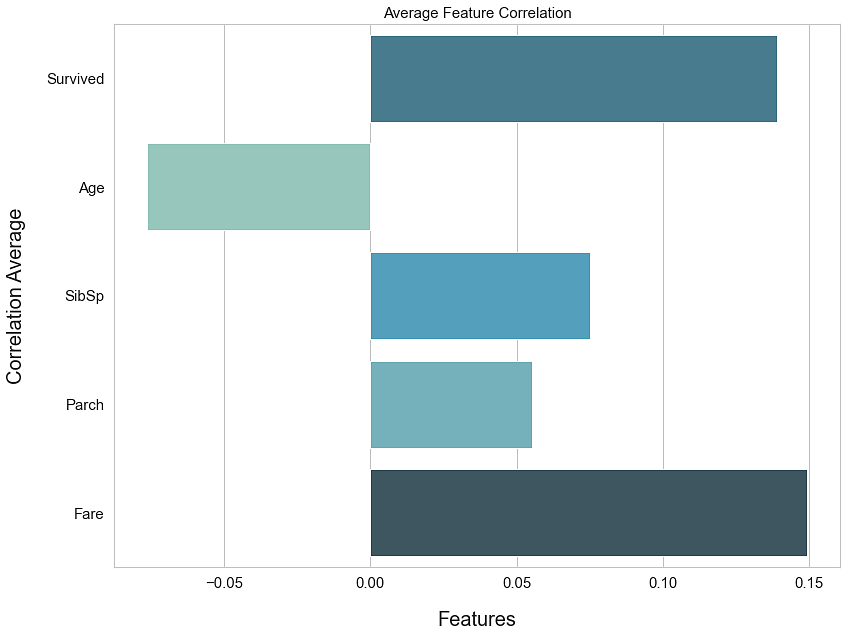 Average Feature Correlation
Survived
Age
SibSp
Parch
Fare
Correlation Average
−0.05 0.00 0.05 0.10 0.15
Features